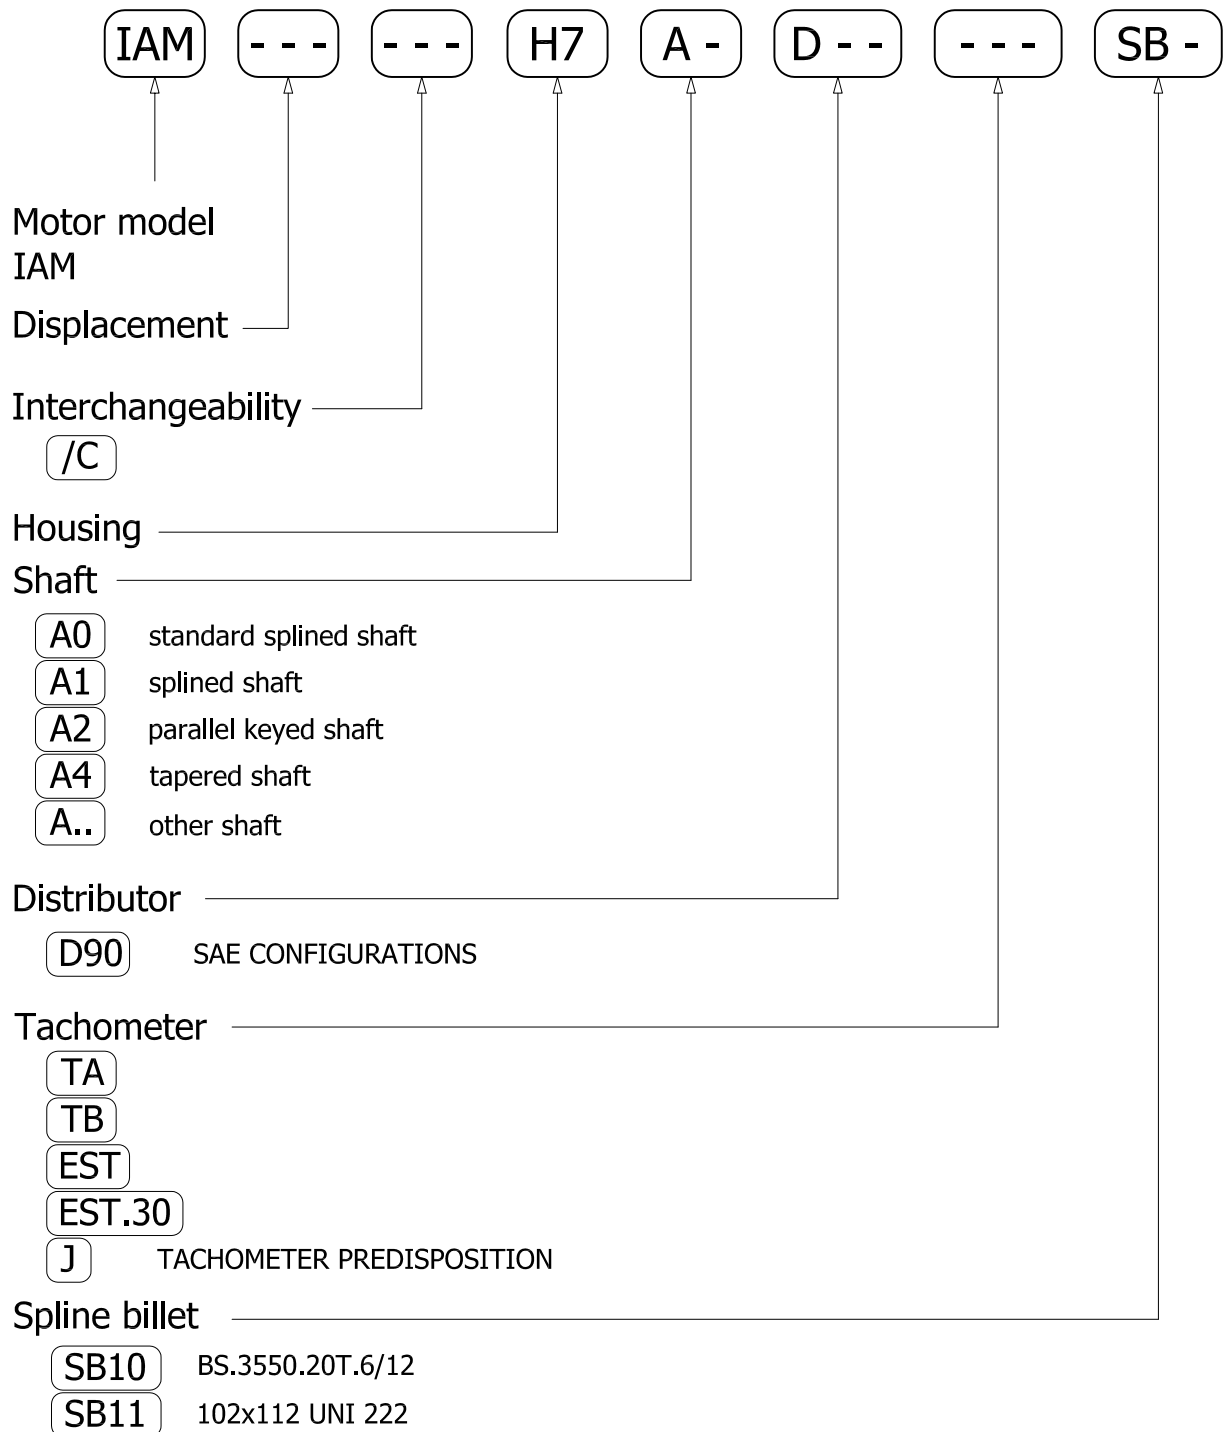 IAM - - - - - - H7 A - D - - - - - SB -
Motor model
IAM
Displacement
Interchangeability
/C
Housing
Shaft
A0 standard splined shaft
A1 splined shaft
A2 parallel keyed shaft
A4 tapered shaft
A.. other shaft
Distributor
D90 SAE CONFIGURATIONS
Tachometer
TA
TB
EST
EST.30
J TACHOMETER PREDISPOSITION
Spline billet
SB10 BS.3550.20T.6/12
SB11 102x112 UNI 222